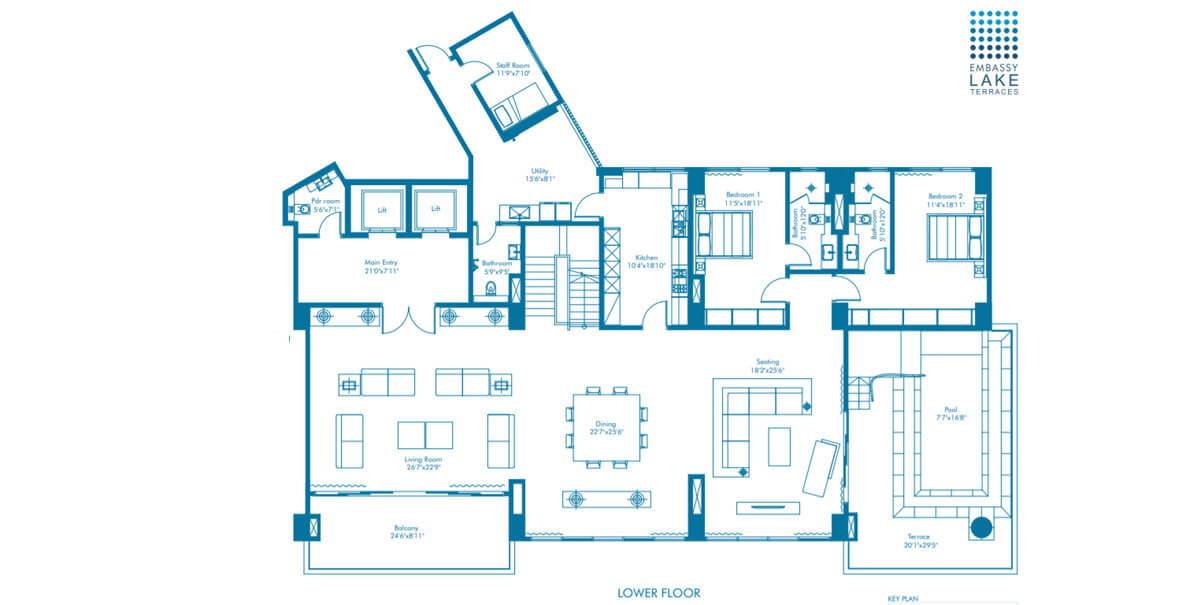 EMBASSY
LAKE
TERRACES
Staff Room
11'9"x7'10"
Utility
15'6"x8'1"
Pdr room
5'6"x7'1"
Lift
Lift
Bedroom 1
11'5"x18'11"
Bathroom
5'10"x12'0"
Bathroom
5'10"x12'0"
Bedroom 2
11'4"x18'11"
Main Entry
21'0"x7'11"
Bathroom
5'9"x9'5"
Kitchen
10'4"x18'10"
Seating
18'2"x25'6"
Pool
7'7"x16'8"
Dining
22'7"x25'6"
Living Room
26'7"x22'9"
Balcony
24'6"x8'11"
Terrace
20'1"x29'5"
LOWER FLOOR
KEY PLAN